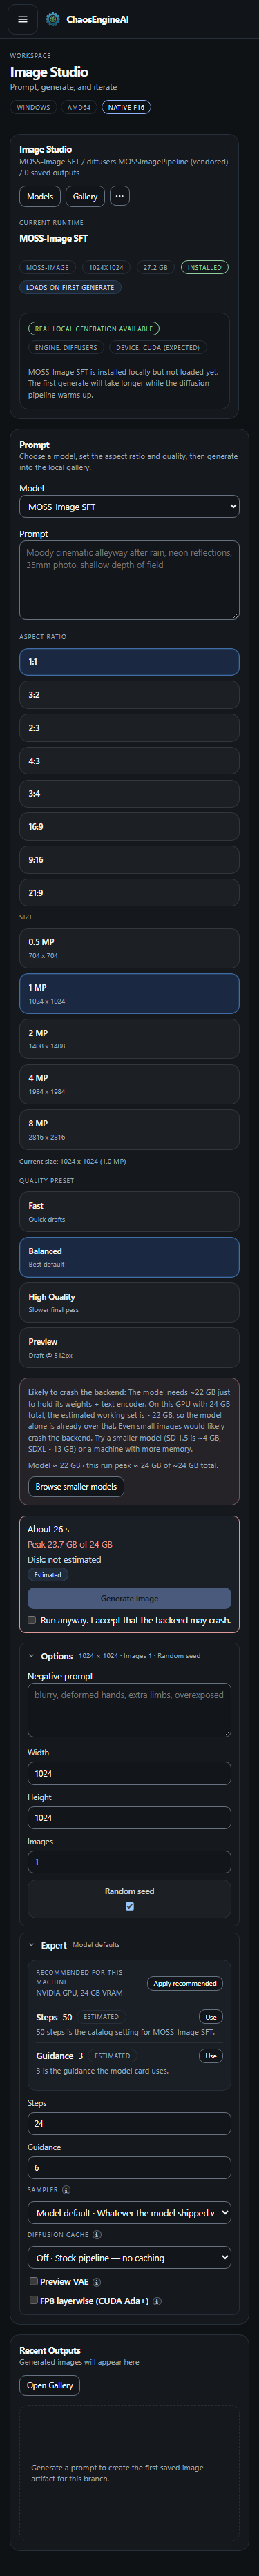 ChaosEngineAI
WORKSPACE
Image Studio
Prompt, generate, and iterate
WINDOWS
AMD64
NATIVE F16
Image Studio
MOSS-Image SFT / diffusers MOSSImagePipeline (vendored)
/ 0 saved outputs
Models
Gallery
···
CURRENT RUNTIME
MOSS-Image SFT
MOSS-IMAGE
1024X1024
27.2 GB
INSTALLED
LOADS ON FIRST GENERATE
REAL LOCAL GENERATION AVAILABLE
ENGINE: DIFFUSERS
DEVICE: CUDA (EXPECTED)
MOSS-Image SFT is installed locally but not loaded yet.
The first generate will take longer while the diffusion
pipeline warms up.
Prompt
Choose a model, set the aspect ratio and quality, then generate
into the local gallery.
Model
MOSS-Image SFT
Prompt
Moody cinematic alleyway after rain, neon reflections,
35mm photo, shallow depth of field
ASPECT RATIO
1:1
3:2
2:3
4:3
3:4
16:9
9:16
21:9
SIZE
0.5 MP
704 x 704
1 MP
1024 x 1024
2 MP
1408 x 1408
4 MP
1984 x 1984
8 MP
2816 x 2816
Current size: 1024 x 1024 (1.0 MP)
QUALITY PRESET
Fast
Quick drafts
Balanced
Best default
High Quality
Slower final pass
Preview
Draft @ 512px
Likely to crash the backend: The model needs ~22 GB just
to hold its weights + text encoder. On this GPU with 24 GB
total, the estimated working set is ~22 GB, so the model
alone is already over that. Even small images would likely
crash the backend. Try a smaller model (SD 1.5 is ~4 GB,
SDXL ~13 GB) or a machine with more memory.
Model ≈ 22 GB · this run peak ≈ 24 GB of ~24 GB total.
Browse smaller models
About 26 s
Peak 23.7 GB of 24 GB
Disk: not estimated
Estimated
Generate image
Run anyway. I accept that the backend may crash.
Options 1024 × 1024 · Images 1 · Random seed
Negative prompt
blurry, deformed hands, extra limbs, overexposed
Width
1024
Height
1024
Images
1
Random seed
Expert Model defaults
RECOMMENDED FOR THIS
MACHINE
NVIDIA GPU, 24 GB VRAM
Apply recommended
Steps 50 ESTIMATED
Use
50 steps is the catalog setting for MOSS-Image SFT.
Guidance 3 ESTIMATED
Use
3 is the guidance the model card uses.
Steps
24
Guidance
6
SAMPLER
Model default · Whatever the model shipped
DIFFUSION CACHE
Off · Stock pipeline — no caching
Preview VAE
FP8 layerwise (CUDA Ada+)
Recent Outputs
Generated images will appear here
Open Gallery
Generate a prompt to create the first saved image
artifact for this branch.